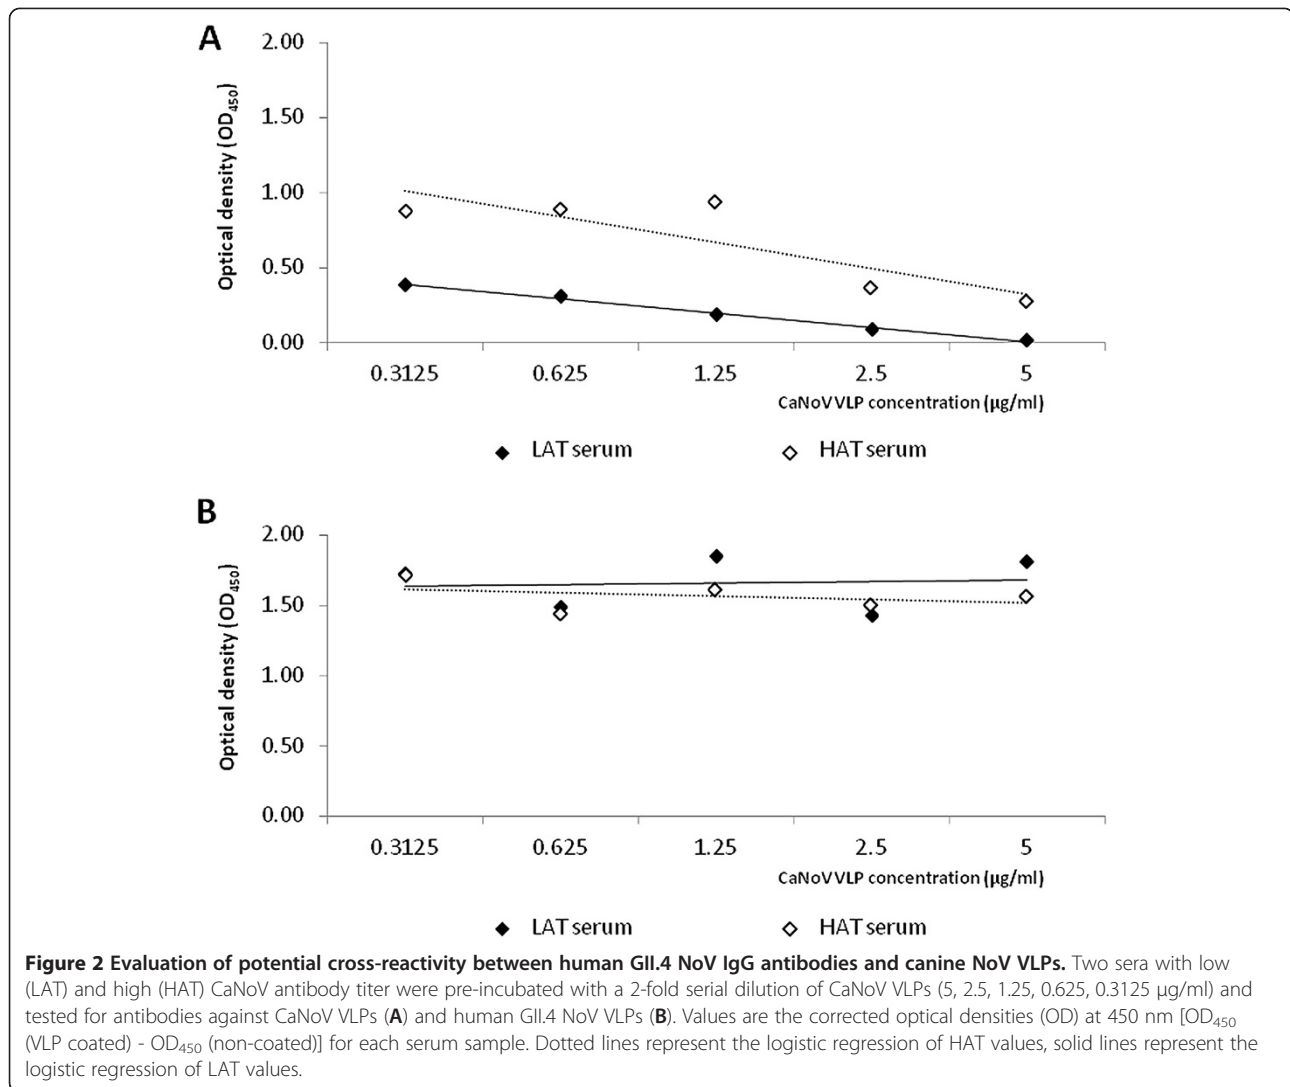 A
2.00
1.50
1.00
0.50
0.00
Optical density (OD450)
0.3125 0.625 1.25 2.5 5
CaNoV VLP concentration (µg/ml)
LAT serum HAT serum
B
2.00
1.50
1.00
0.50
0.00
Optical density (OD450)
0.3125 0.625 1.25 2.5 5
CaNoV VLP concentration (µg/ml)
LAT serum HAT serum
Figure 2 Evaluation of potential cross-reactivity between human GII.4 NoV IgG antibodies and canine NoV VLPs. Two sera with low
(LAT) and high (HAT) CaNoV antibody titer were pre-incubated with a 2-fold serial dilution of CaNoV VLPs (5, 2.5, 1.25, 0.625, 0.3125 µg/ml) and
tested for antibodies against CaNoV VLPs (A) and human GII.4 NoV VLPs (B). Values are the corrected optical densities (OD) at 450 nm [OD450
(VLP coated) - OD450 (non-coated)] for each serum sample. Dotted lines represent the logistic regression of HAT values, solid lines represent the
logistic regression of LAT values.